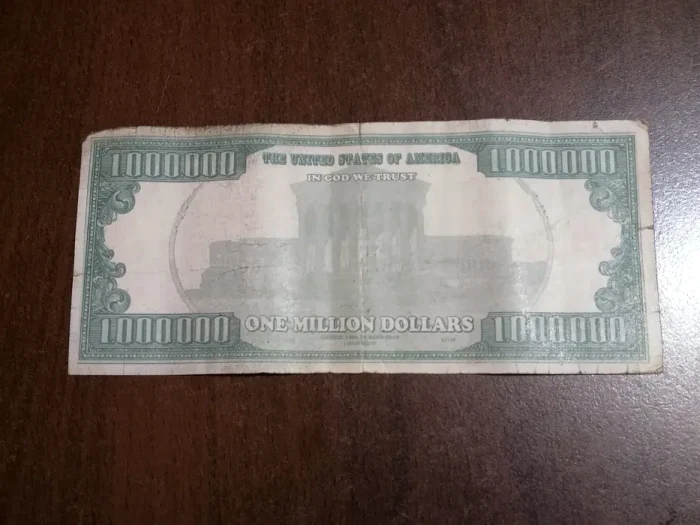 1000000 THE UNITED STATES OF AMERICA 1000000
IN GOD WE TRUST
1000000 ONE MILLION DOLLARS 1000000